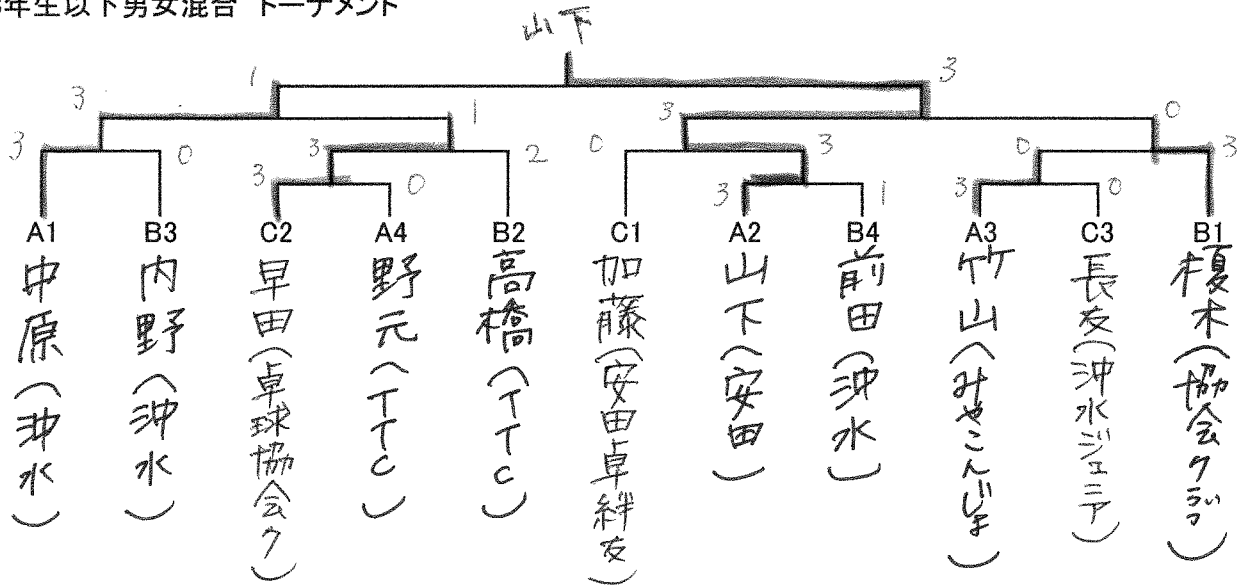 年生以下男女混合 トーナメント
山下
1 3
3 1 3 0
3 0 3 2 0 3 0 3
3 0 3 1 3 0
A1 B3 C2 A4 B2 C1 A2 B4 A3 C3 B1
中原(沖水)
内野(沖水)
早田(卓球協会ク)
野元(TTC)
高橋(TTC)
加藤(安田卓絆友)
山下(安田)
前田(沖水)
竹山(みやこんじょ)
長友(沖水ジュニア)
榎木(協会クラブ)